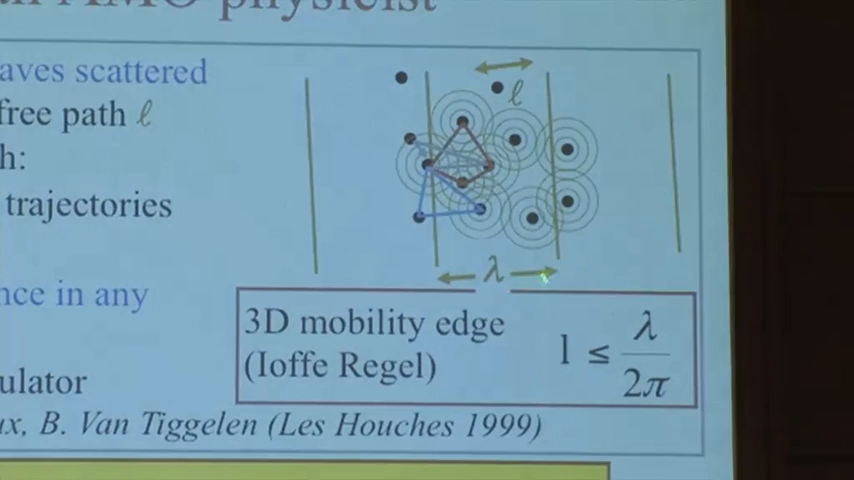 physicist
aves scattered
free path ℓ
h:
trajectories
nce in any
ulator
ℓ
λ
3D mobility edge
(Ioffe Regel)
l ≤ λ / 2π
ux, B. Van Tiggelen (Les Houches 1999)